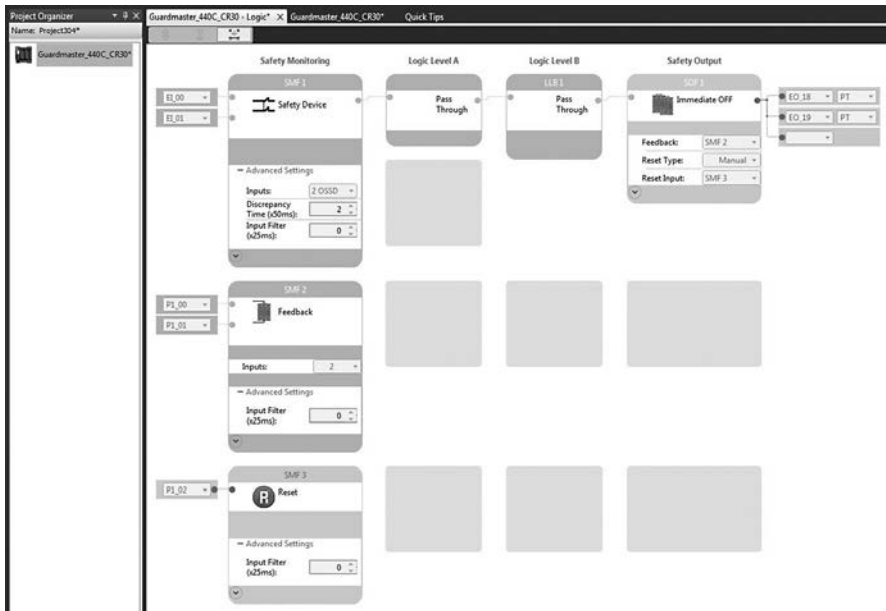 Project Organizer
Name: Project304*
Guardmaster_440C_CR30*
Guardmaster_440C_CR30 - Logic* X Guardmaster_440C_CR30* Quick Tips
Safety Monitoring Logic Level A Logic Level B Safety Output
SMF 1
EI_00
EI_01
Safety Device
Advanced Settings
Inputs: 2 OSSD
Discrepancy
Time (x50ms): 2
Input Filter
(x25ms): 0
Pass
Through
LLB 1
Pass
Through
SOF 1
Immediate OFF
Feedback: SMF 2
Reset Type: Manual
Reset Input: SMF 3
EO_18 PT
EO_19 PT
SMF 2
P1_00
P1_01
Feedback
Inputs: 2
Advanced Settings
Input Filter
(x25ms): 0
SMF 3
P1_02
R Reset
Advanced Settings
Input Filter
(x25ms): 0